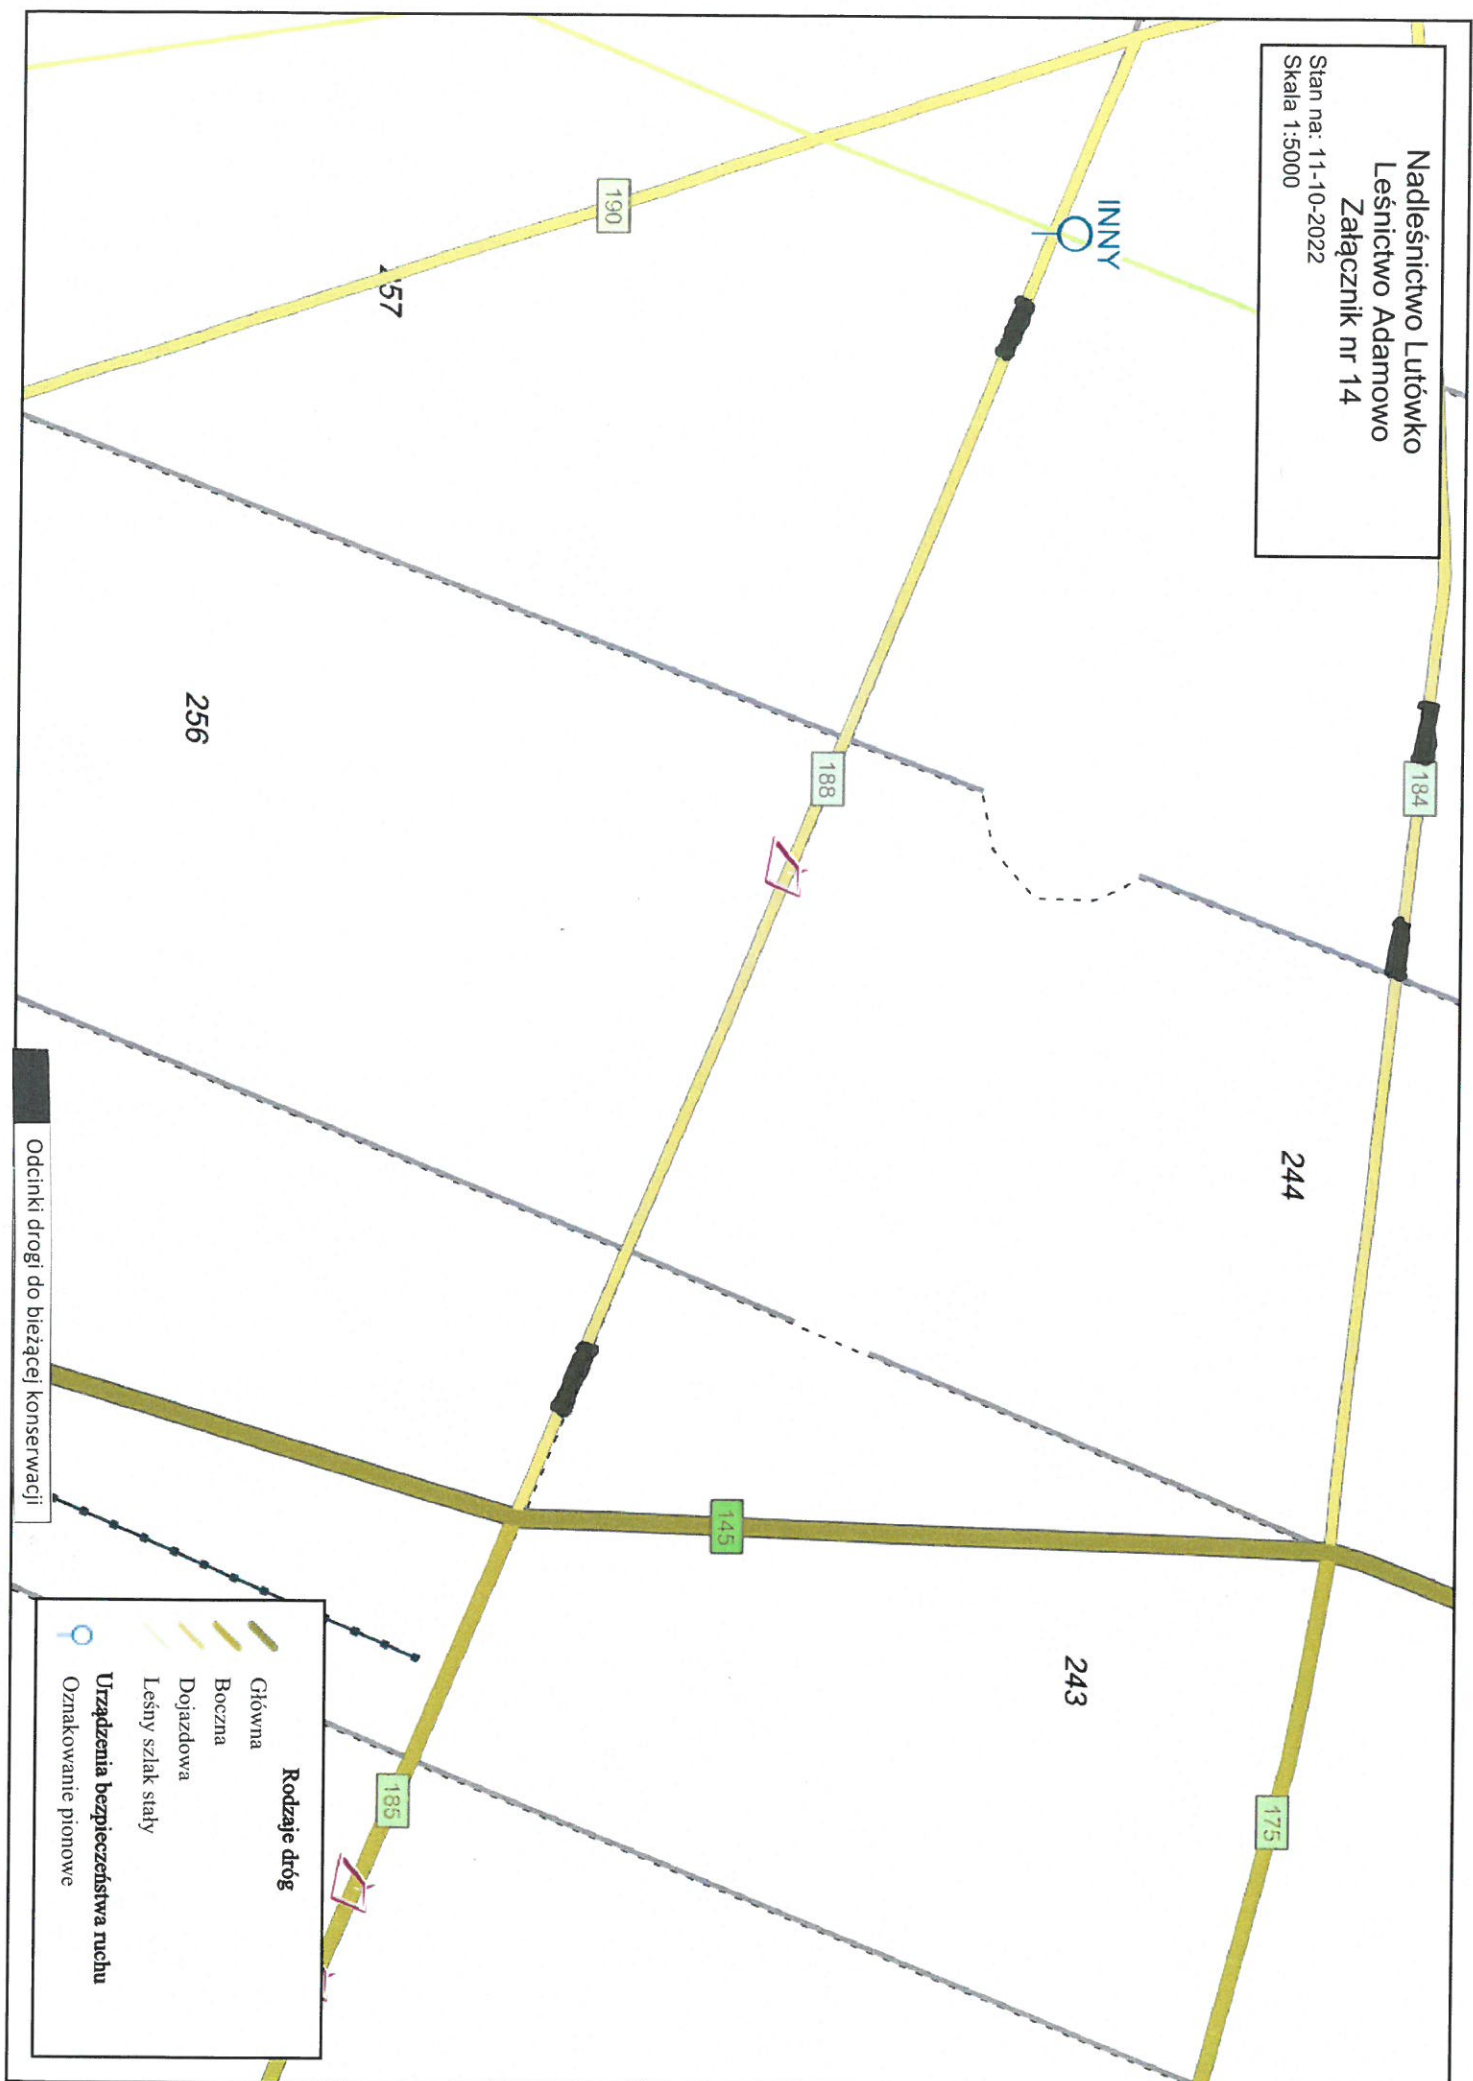 Nadleśnictwo Lutówko
Leśnictwo Adamowo
Załącznik nr 14
Stan na: 11-10-2022
Skala 1:5000
INNY
184
190
57
188
244
256
145
243
175
185
Odcinki drogi do bieżącej konserwacji
Rodzaje dróg
Główna
Boczna
Dojazdowa
Leśny szlak stały
Urządzenia bezpieczeństwa ruchu
Oznakowanie pionowe